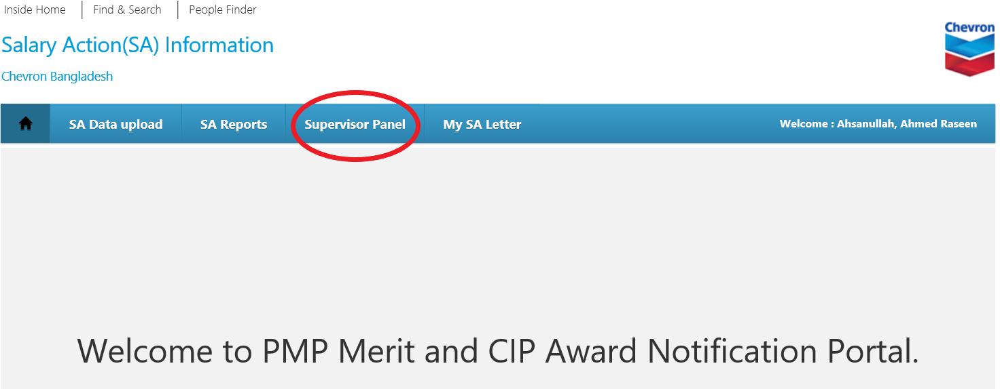 Inside Home
Find & Search
People Finder
Salary Action(SA) Information
Chevron
Chevron Bangladesh
SA Data upload
SA Reports
Supervisor Panel
My SA Letter
Welcome : Ahsanullah, Ahmed Raseen
Welcome to PMP Merit and CIP Award Notification Portal.